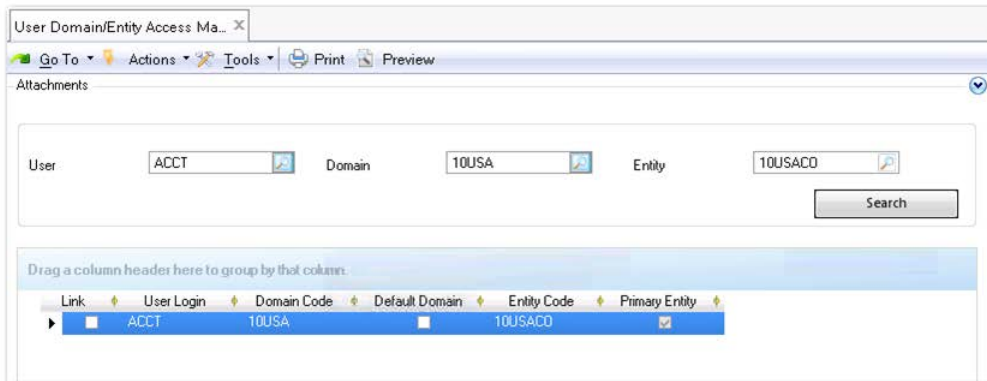 User Domain/Entity Access Ma... X
Go To Actions Tools Print Preview
Attachments
User ACCT Domain 10USA Entity 10USACO
Search
Drag a column header here to group by that column.
Link User Login Domain Code Default Domain Entity Code Primary Entity
ACCT 10USA 10USACO